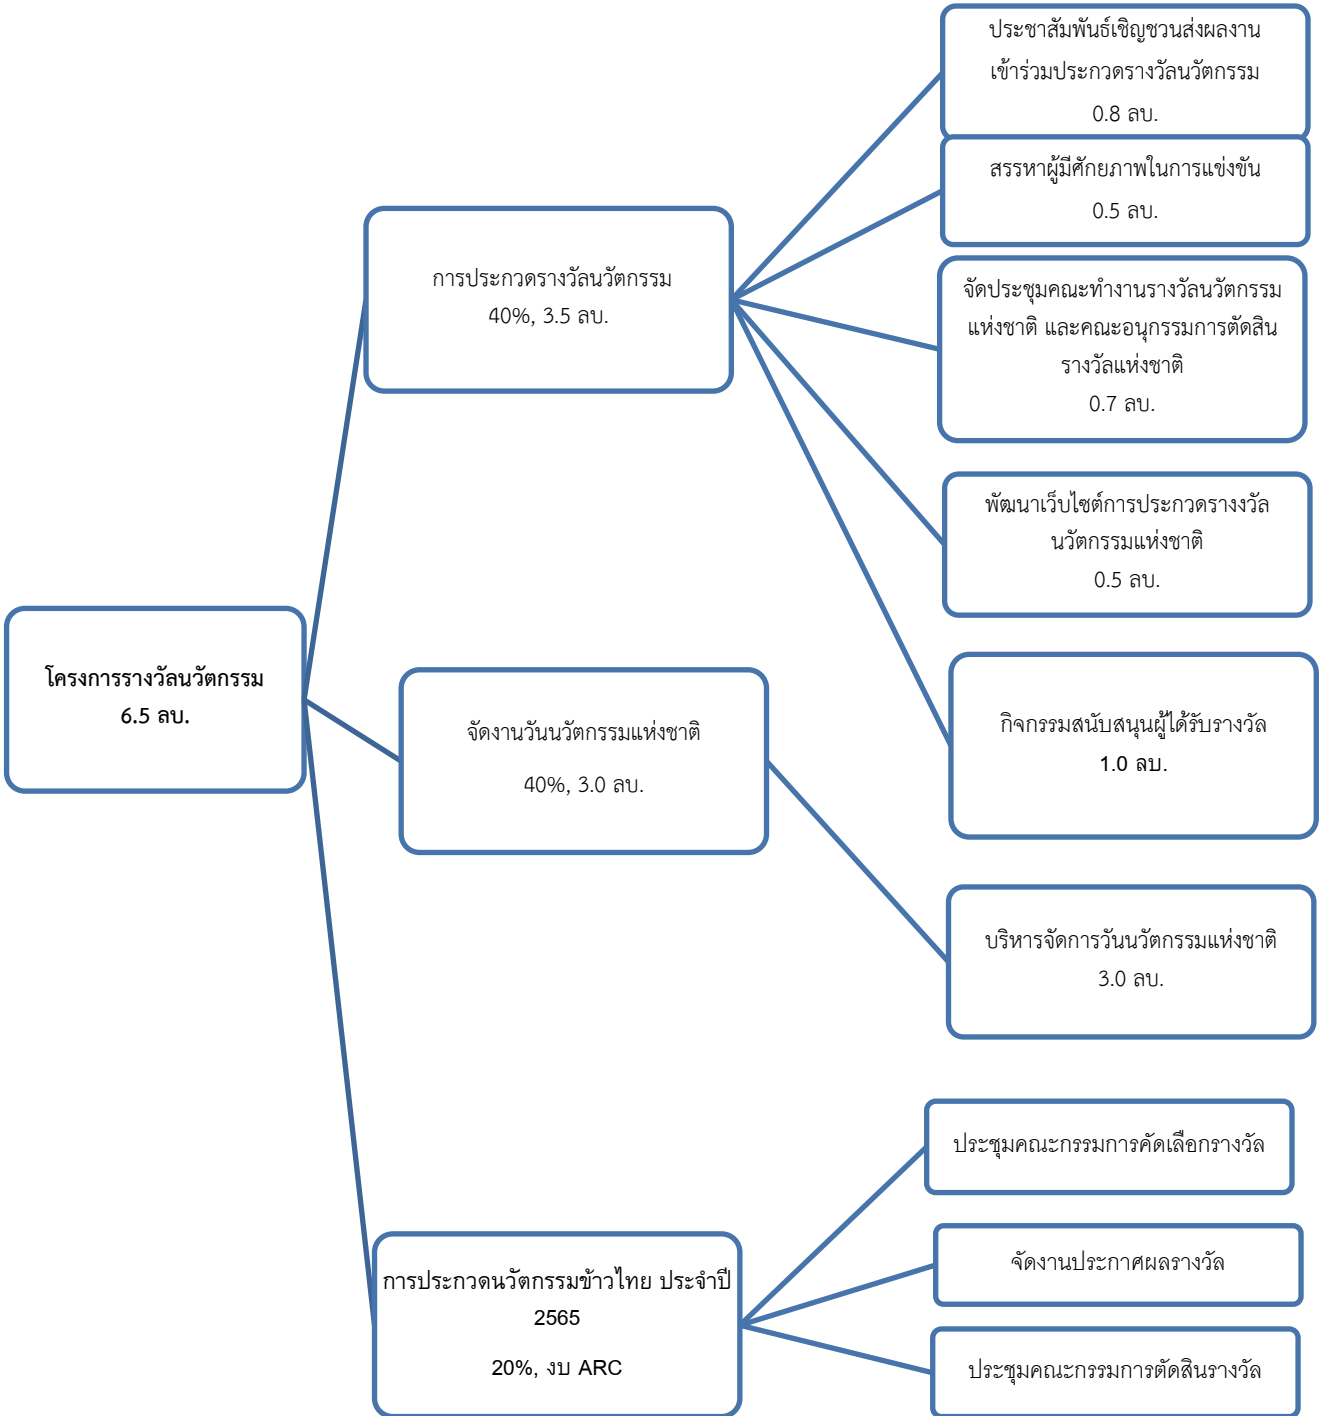 โครงการรางวัลนวัตกรรม
6.5 ลบ.
การประกวดรางวัลนวัตกรรม
40%, 3.5 ลบ.
ประชาสัมพันธ์เชิญชวนส่งผลงาน
เข้าร่วมประกวดรางวัลนวัตกรรม
0.8 ลบ.
สรรหาผู้มีศักยภาพในการแข่งขัน
0.5 ลบ.
จัดประชุมคณะทำงานรางวัลนวัตกรรม
แห่งชาติ และคณะอนุกรรมการตัดสิน
รางวัลแห่งชาติ
0.7 ลบ.
พัฒนาเว็บไซต์การประกวดรางงวัล
นวัตกรรมแห่งชาติ
0.5 ลบ.
กิจกรรมสนับสนุนผู้ได้รับรางวัล
1.0 ลบ.
จัดงานวันนวัตกรรมแห่งชาติ
40%, 3.0 ลบ.
บริหารจัดการวันนวัตกรรมแห่งชาติ
3.0 ลบ.
การประกวดนวัตกรรมข้าวไทย ประจำปี
2565
20%, งบ ARC
ประชุมคณะกรรมการคัดเลือกรางวัล
จัดงานประกาศผลรางวัล
ประชุมคณะกรรมการตัดสินรางวัล